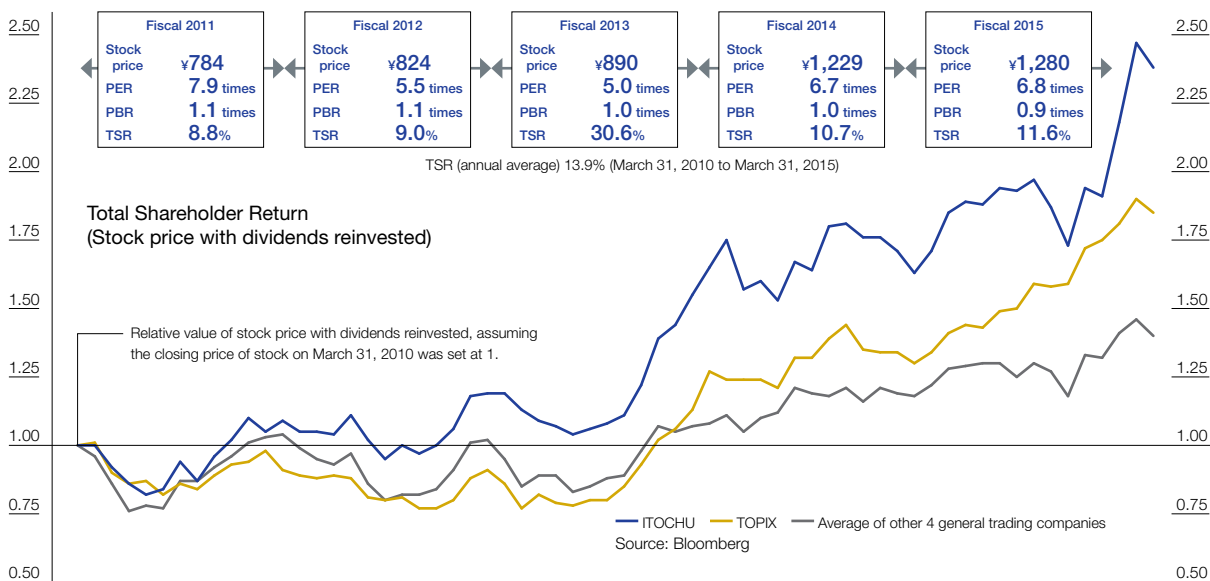 2.50
2.25
2.00
1.75
1.50
1.25
1.00
0.75
0.50
Fiscal 2011
Stock price ¥784
PER 7.9 times
PBR 1.1 times
TSR 8.8%
Fiscal 2012
Stock price ¥824
PER 5.5 times
PBR 1.1 times
TSR 9.0%
Fiscal 2013
Stock price ¥890
PER 5.0 times
PBR 1.0 times
TSR 30.6%
Fiscal 2014
Stock price ¥1,229
PER 6.7 times
PBR 1.0 times
TSR 10.7%
Fiscal 2015
Stock price ¥1,280
PER 6.8 times
PBR 0.9 times
TSR 11.6%
TSR (annual average) 13.9% (March 31, 2010 to March 31, 2015)
Total Shareholder Return
(Stock price with dividends reinvested)
Relative value of stock price with dividends reinvested, assuming
the closing price of stock on March 31, 2010 was set at 1.
ITOCHU TOPIX Average of other 4 general trading companies
Source: Bloomberg
2.50
2.25
2.00
1.75
1.50
1.25
1.00
0.75
0.50